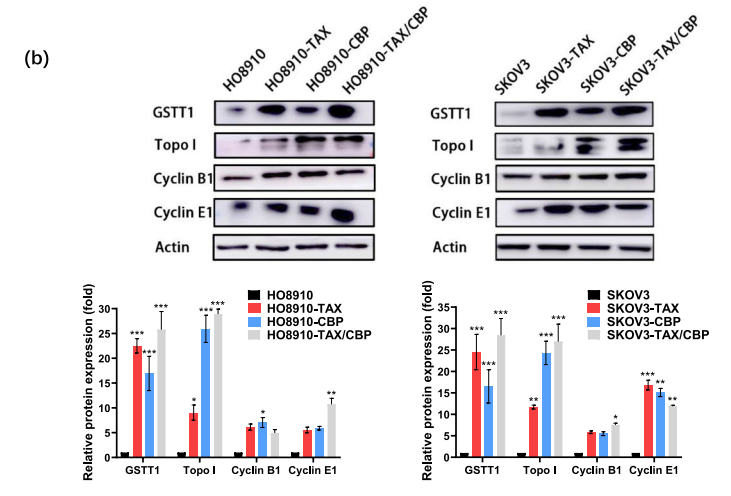 (b)
HO8910
HO8910-TAX
HO8910-CBP
HO8910-TAX/CBP
GSTT1
Topo I
Cyclin B1
Cyclin E1
Actin
SKOV3
SKOV3-TAX
SKOV3-CBP
SKOV3-TAX/CBP
GSTT1
Topo I
Cyclin B1
Cyclin E1
Actin
Relative protein expression (fold)
30
25
20
15
10
5
0
***
***
***
*
***
***
*
**
HO8910
HO8910-TAX
HO8910-CBP
HO8910-TAX/CBP
GSTT1 Topo I Cyclin B1 Cyclin E1
Relative protein expression (fold)
35
30
25
20
15
10
5
0
***
***
***
**
***
***
*
***
**
**
SKOV3
SKOV3-TAX
SKOV3-CBP
SKOV3-TAX/CBP
GSTT1 Topo I Cyclin B1 Cyclin E1